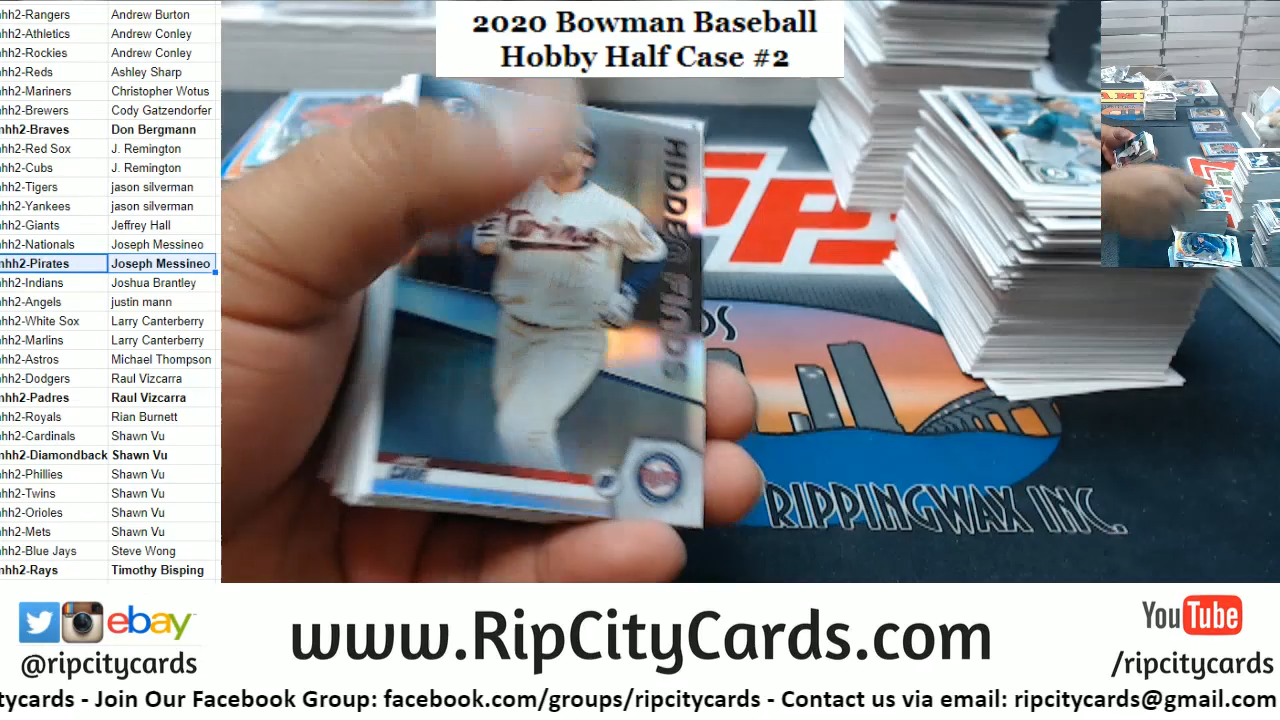 hh2-Rangers Andrew Burton
hh2-Athletics Andrew Conley
hh2-Rockies Andrew Conley
hh2-Reds Ashley Sharp
hh2-Mariners Christopher Wotus
hh2-Brewers Cody Gatzendorfer
hh2-Braves Don Bergmann
hh2-Red Sox J. Remington
hh2-Cubs J. Remington
hh2-Tigers jason silverman
hh2-Yankees jason silverman
hh2-Giants Jeffrey Hall
hh2-Nationals Joseph Messineo
hh2-Pirates Joseph Messineo
hh2-Indians Joshua Brantley
hh2-Angels justin mann
hh2-White Sox Larry Canterberry
hh2-Marlins Larry Canterberry
hh2-Astros Michael Thompson
hh2-Dodgers Raul Vizcarra
hh2-Padres Raul Vizcarra
hh2-Royals Rian Burnett
hh2-Cardinals Shawn Vu
hh2-Diamondback Shawn Vu
hh2-Phillies Shawn Vu
hh2-Twins Shawn Vu
hh2-Orioles Shawn Vu
hh2-Mets Shawn Vu
hh2-Blue Jays Steve Wong
hh2-Rays Timothy Bisping
2020 Bowman Baseball
Hobby Half Case #2
HIDDEN FINDS
Twins
RIPPINGWAX INC.
ebay
@ripcitycards
www.RipCityCards.com
YouTube
/ripcitycards
tycards - Join Our Facebook Group: facebook.com/groups/ripcitycards - Contact us via email: ripcitycards@gmail.com